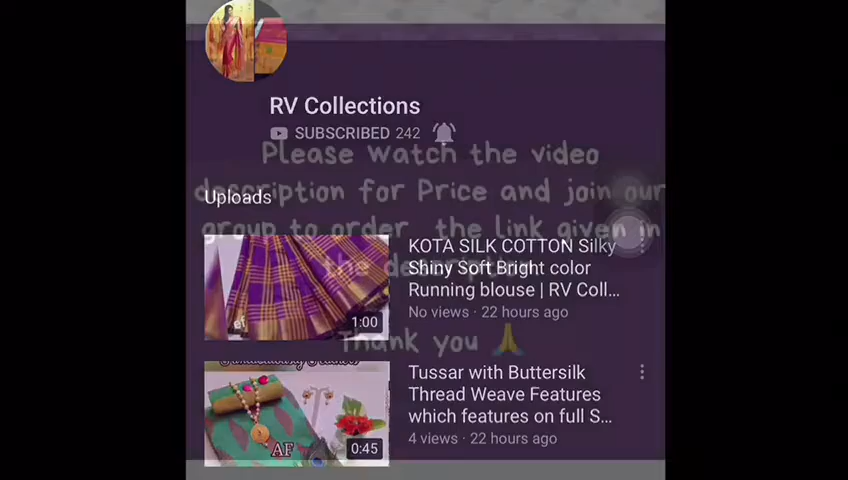 RV Collections
SUBSCRIBED 242
Please Watch the video
description for Price and join our
group to order the link given in
the description
Thank you 🙏
Uploads
KOTA SILK COTTON Silky
Shiny Soft Bright color
Running blouse | RV Coll...
No views · 22 hours ago
1:00
Tussar with Buttersilk
Thread Weave Features
which features on full S...
4 views · 22 hours ago
AF
0:45